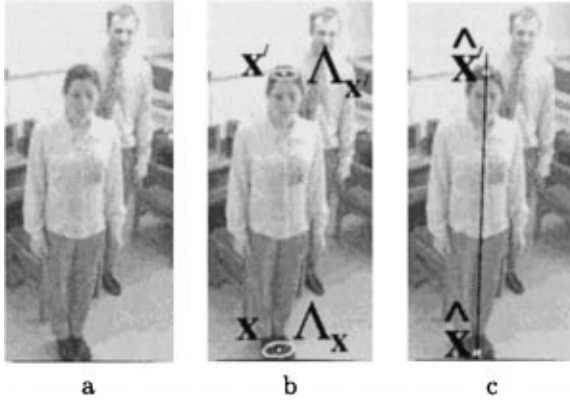 x′ Λx′
x Λx
x̂′
x̂
a b c